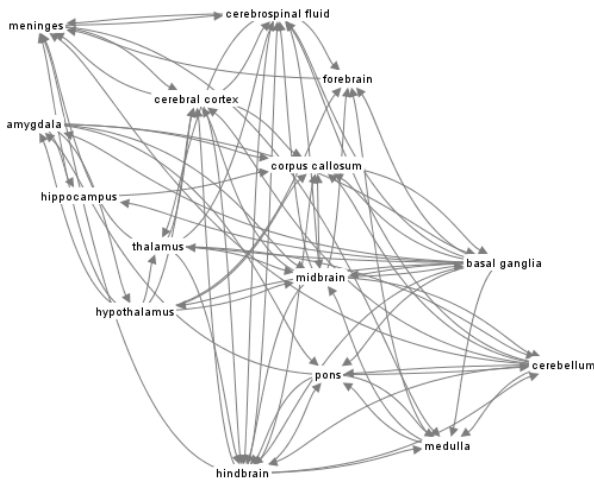 cerebrospinal fluid
meninges
forebrain
cerebral cortex
amygdala
corpus callosum
hippocampus
thalamus
basal ganglia
midbrain
hypothalamus
cerebellum
pons
medulla
hindbrain